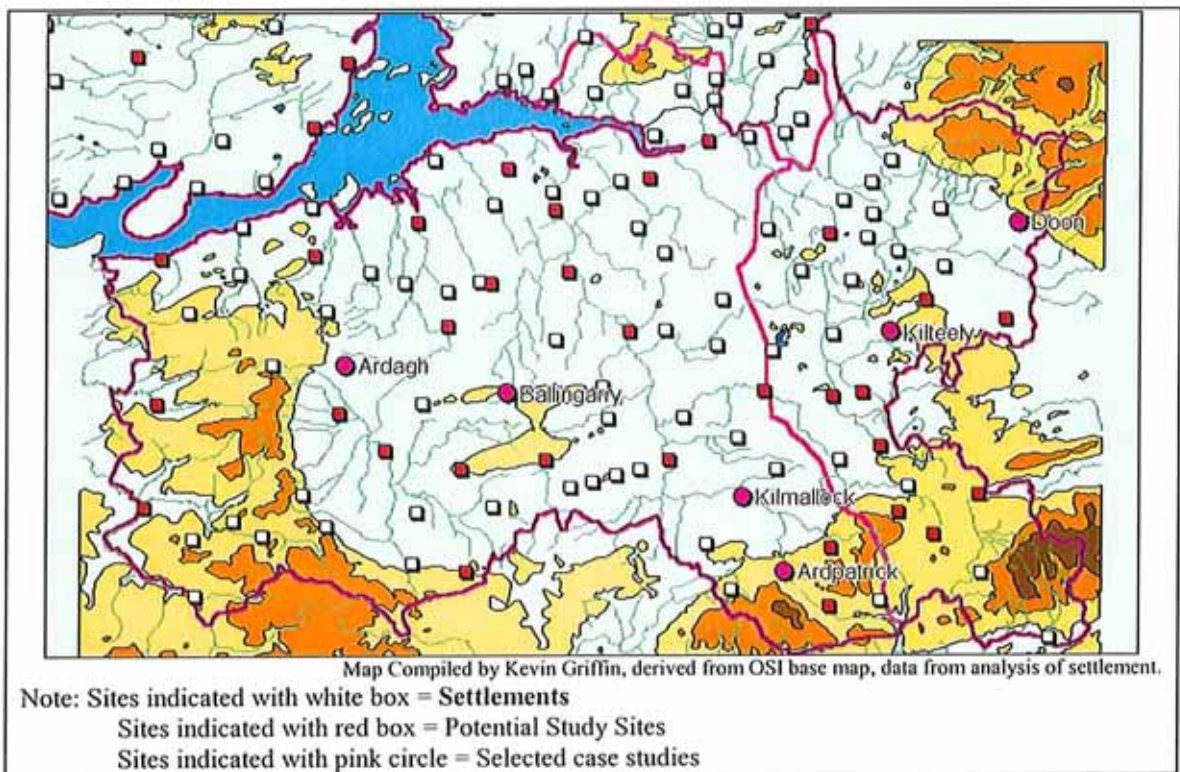 Doon
Kilteely
Ardagh
Ballingarry
Kilmallock
Ardpatrick
Map Compiled by Kevin Griffin, derived from OSI base map, data from analysis of settlement.
Note: Sites indicated with white box = Settlements
Sites indicated with red box = Potential Study Sites
Sites indicated with pink circle = Selected case studies